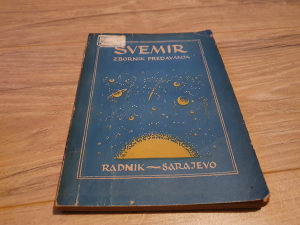 SVEMIR
ZBORNIK PREDAVANJA
RADNIK — SARAJEVO